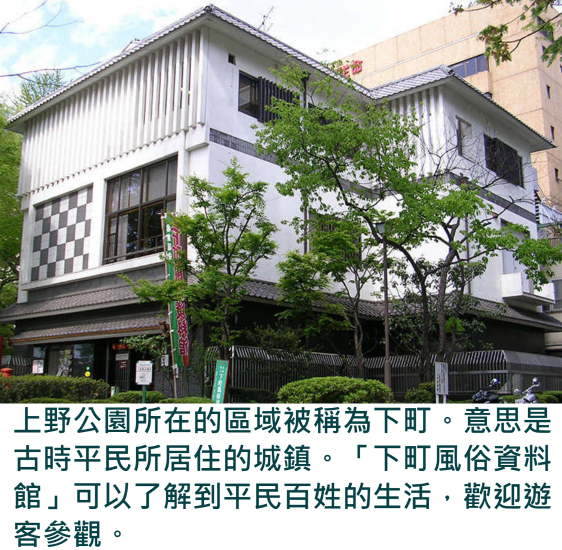 上野公園所在的區域被稱為下町。意思是
古時平民所居住的城鎮。「下町風俗資料
館」可以了解到平民百姓的生活，歡迎遊
客參觀。